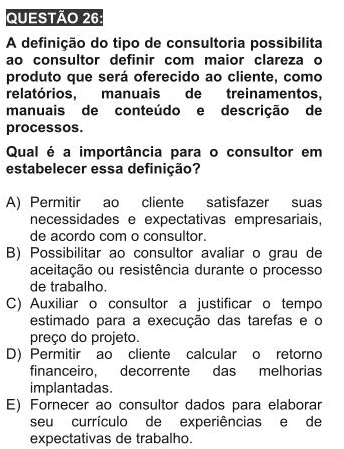 QUESTÃO 26:
A definição do tipo de consultoria possibilita
ao consultor definir com maior clareza o
produto que será oferecido ao cliente, como
relatórios, manuais de treinamentos,
manuais de conteúdo e descrição de
processos.
Qual é a importância para o consultor em
estabelecer essa definição?
A) Permitir ao cliente satisfazer suas
necessidades e expectativas empresariais,
de acordo com o consultor.
B) Possibilitar ao consultor avaliar o grau de
aceitação ou resistência durante o processo
de trabalho.
C) Auxiliar o consultor a justificar o tempo
estimado para a execução das tarefas e o
preço do projeto.
D) Permitir ao cliente calcular o retorno
financeiro, decorrente das melhorias
implantadas.
E) Fornecer ao consultor dados para elaborar
seu currículo de experiências e de
expectativas de trabalho.